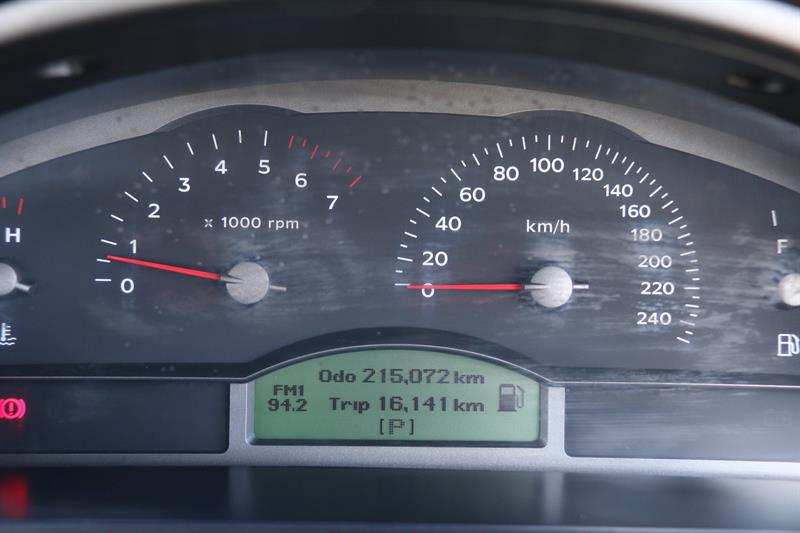 0 1 2 3 4 5 6 7
x 1000 rpm
H
0 20 40 60 80 100 120 140 160 180 200 220 240
km/h
F
Odo 215,072 km
FM1
94.2
Trip 16,141 km
[P]